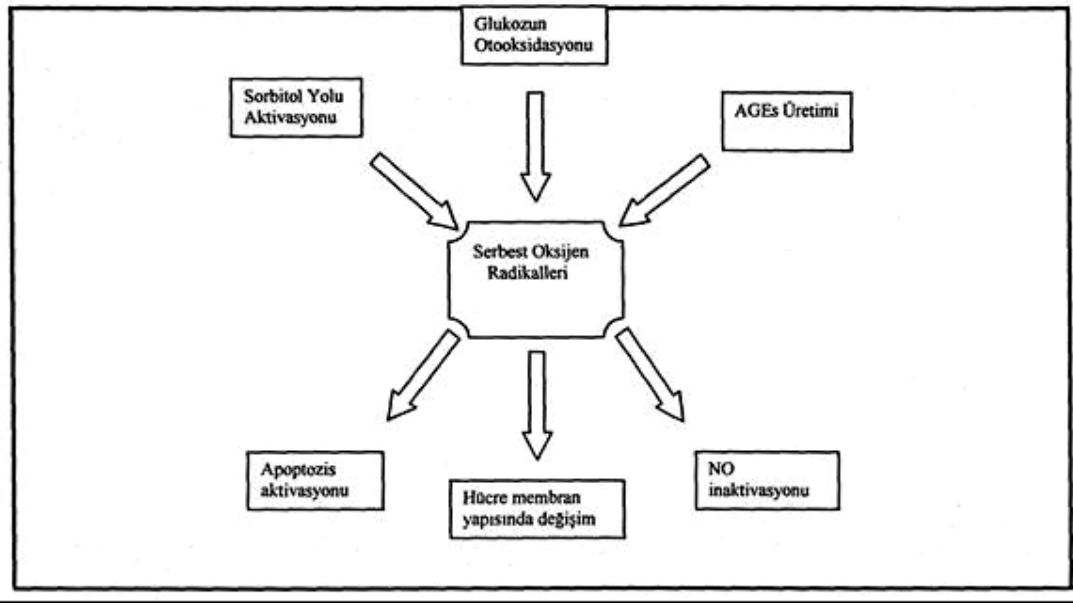 Glukozun
Otooksidasyonu
Sorbitol Yolu
Aktivasyonu
AGEs Üretimi
Serbest Oksijen
Radikalleri
Apoptozis
aktivasyonu
Hücre membran
yapısında değişim
NO
inaktivasyonu